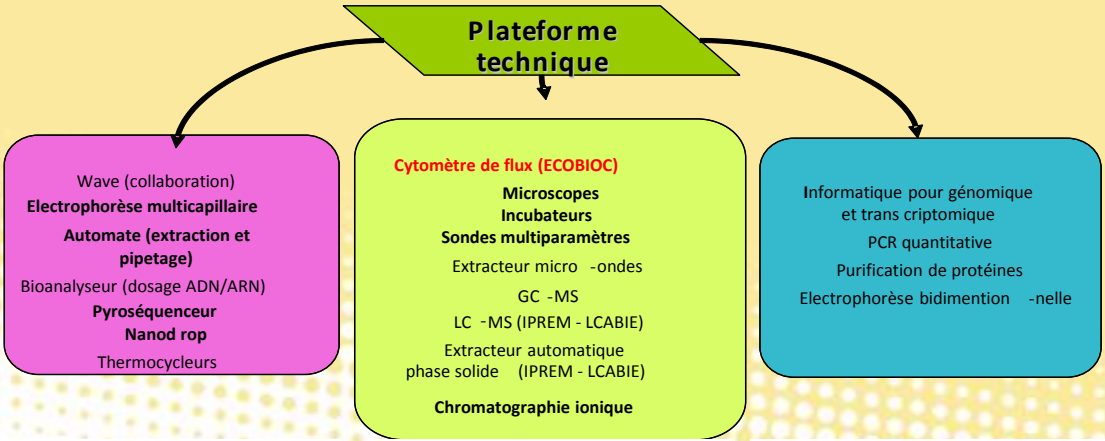 Plateforme
technique
Wave (collaboration)
Electrophorèse multicapillaire
Automate (extraction et
pipetage)
Bioanalyseur (dosage ADN/ARN)
Pyroséquenceur
Nanod rop
Thermocycleurs
Cytomètre de flux (ECOBIOC)
Microscopes
Incubateurs
Sondes multiparamètres
Extracteur micro -ondes
GC -MS
LC -MS (IPREM - LCABIE)
Extracteur automatique
phase solide (IPREM - LCABIE)
Chromatographie ionique
Informatique pour génomique
et trans criptomique
PCR quantitative
Purification de protéines
Electrophorèse bidimention -nelle